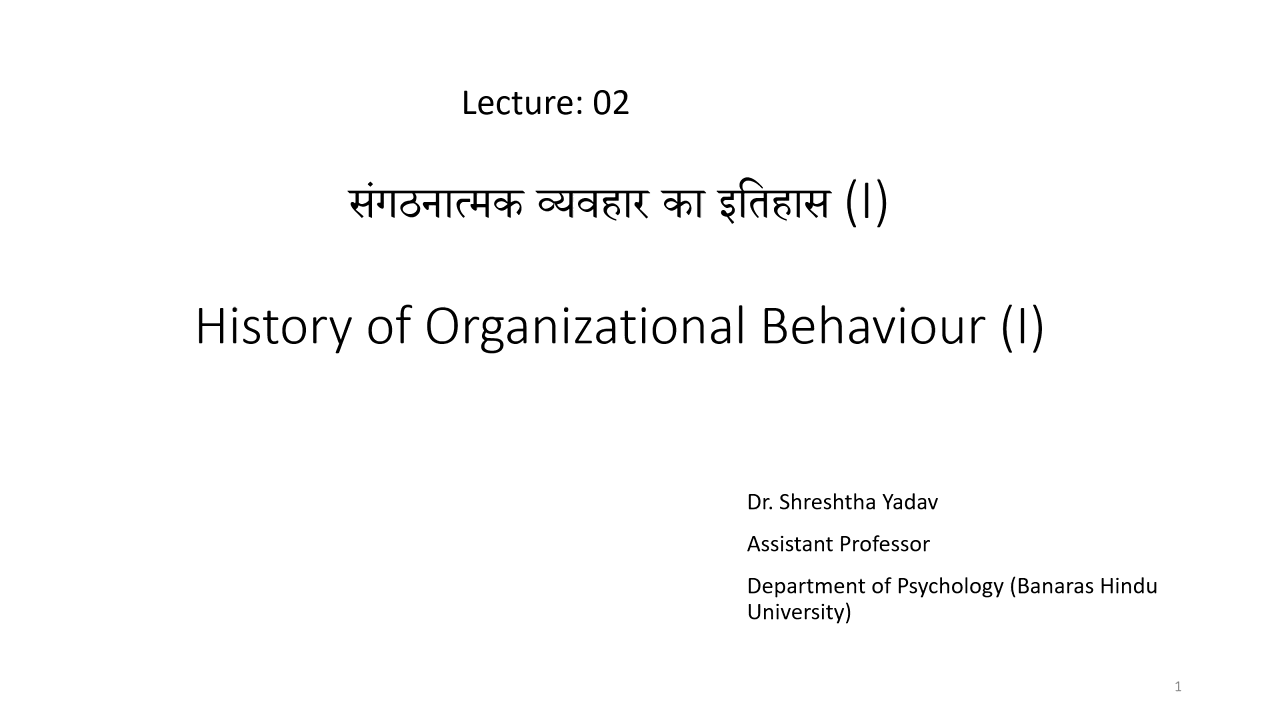 Lecture: 02
संगठनात्मक व्यवहार का इतिहास (I)
History of Organizational Behaviour (I)
Dr. Shreshtha Yadav
Assistant Professor
Department of Psychology (Banaras Hindu
University)
1